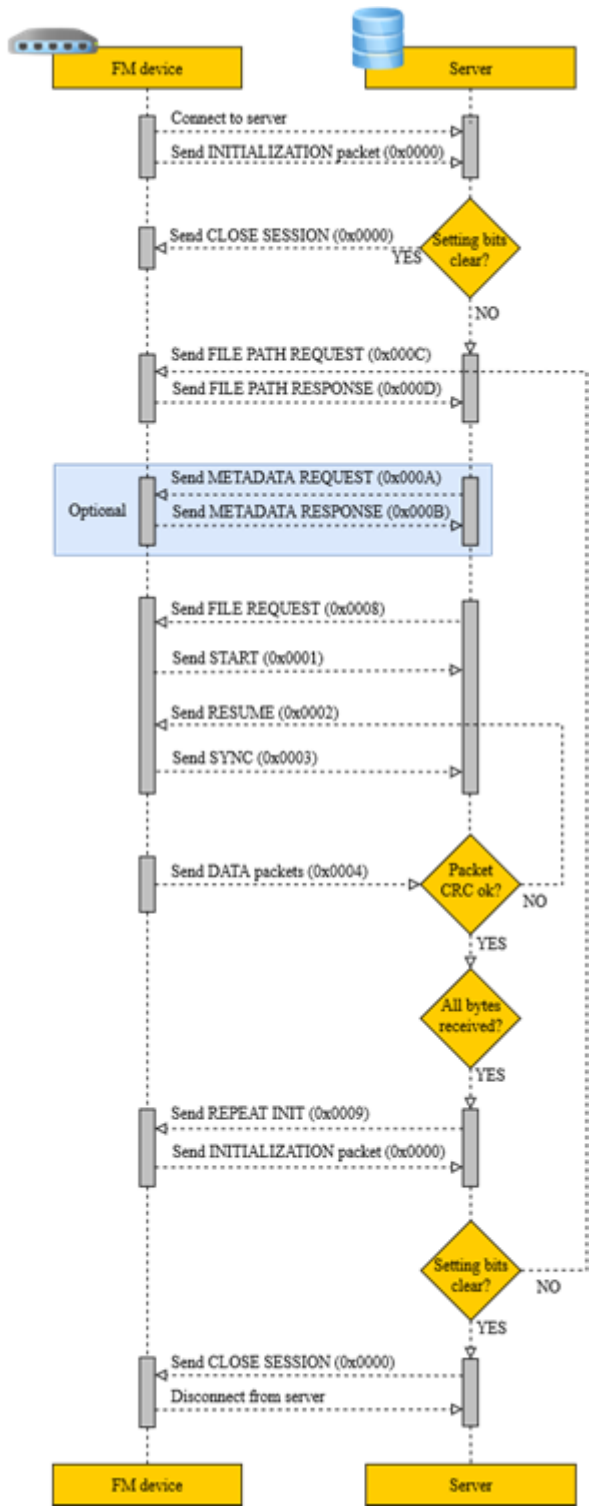 FM device
Server
Connect to server
Send INITIALIZATION packet (0x0000)
Send CLOSE SESSION (0x0000)
YES
Setting bits
clear?
NO
Send FILE PATH REQUEST (0x000C)
Send FILE PATH RESPONSE (0x000D)
Optional
Send METADATA REQUEST (0x000A)
Send METADATA RESPONSE (0x000B)
Send FILE REQUEST (0x0008)
Send START (0x0001)
Send RESUME (0x0002)
Send SYNC (0x0003)
Send DATA packets (0x0004)
Packet
CRC ok?
NO
YES
All bytes
received?
YES
Send REPEAT INIT (0x0009)
Send INITIALIZATION packet (0x0000)
Setting bits
clear?
NO
YES
Send CLOSE SESSION (0x0000)
Disconnect from server
FM device
Server